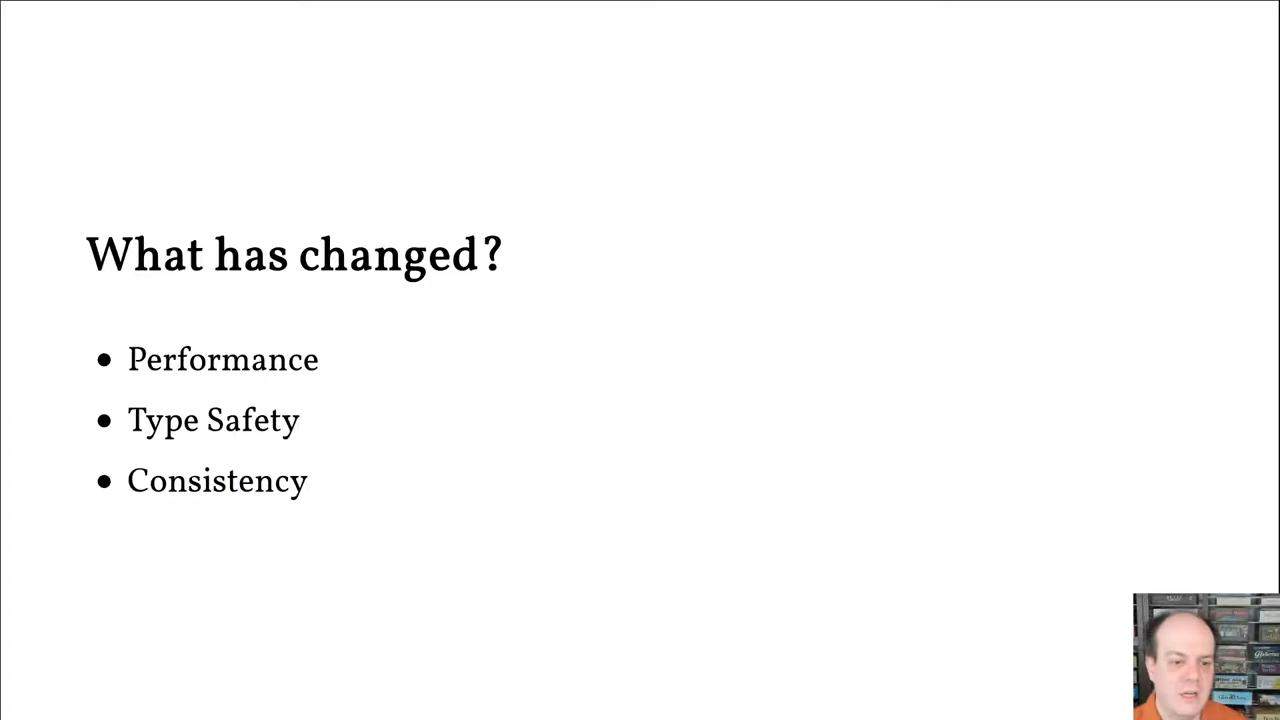 What has changed?
Performance
Type Safety
Consistency